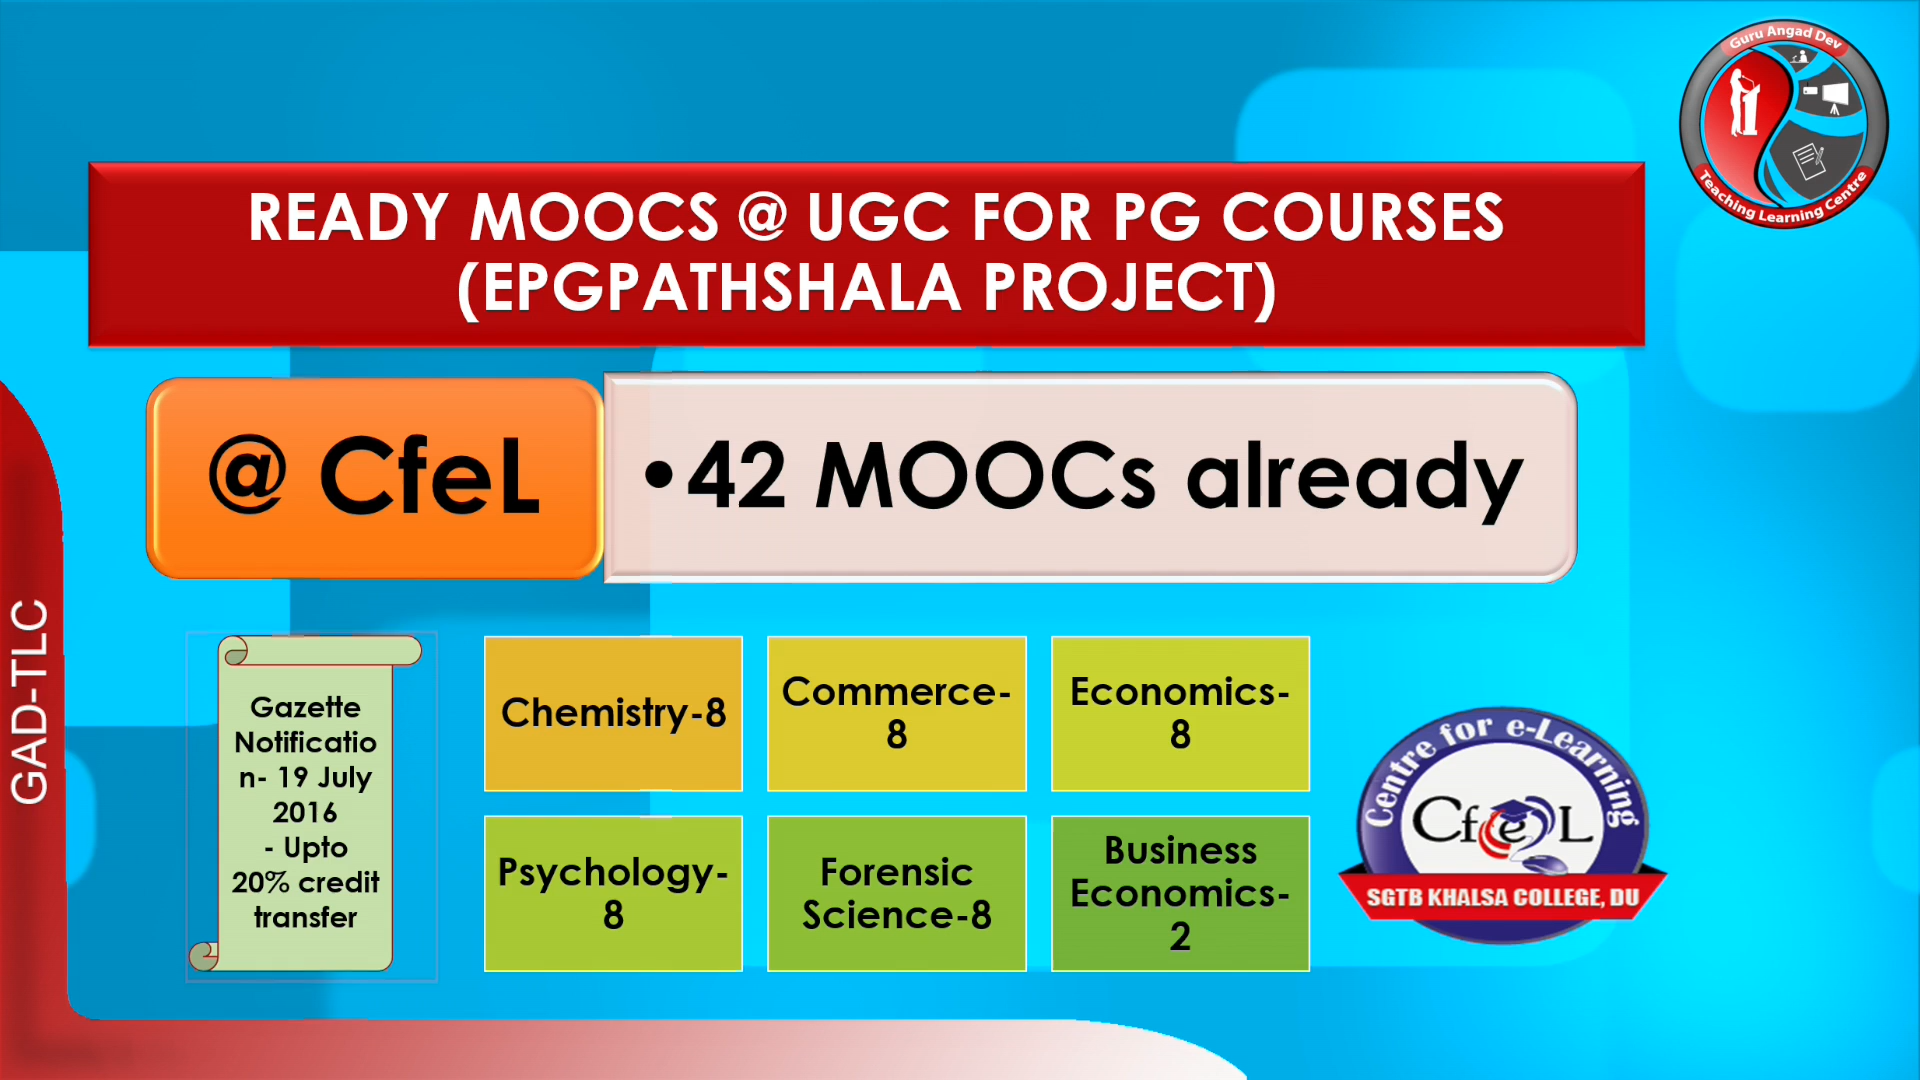 Guru Angad Dev
Teaching Learning Centre
READY MOOCS @ UGC FOR PG COURSES
(EPGPATHSHALA PROJECT)
@ CfeL
•42 MOOCs already
GAD-TLC
Gazette
Notificatio
n- 19 July
2016
- Upto
20% credit
transfer
Chemistry-8
Commerce-
8
Economics-
8
Psychology-
8
Forensic
Science-8
Business
Economics-
2
Centre for e-Learning
CfeL
SGTB KHALSA COLLEGE, DU